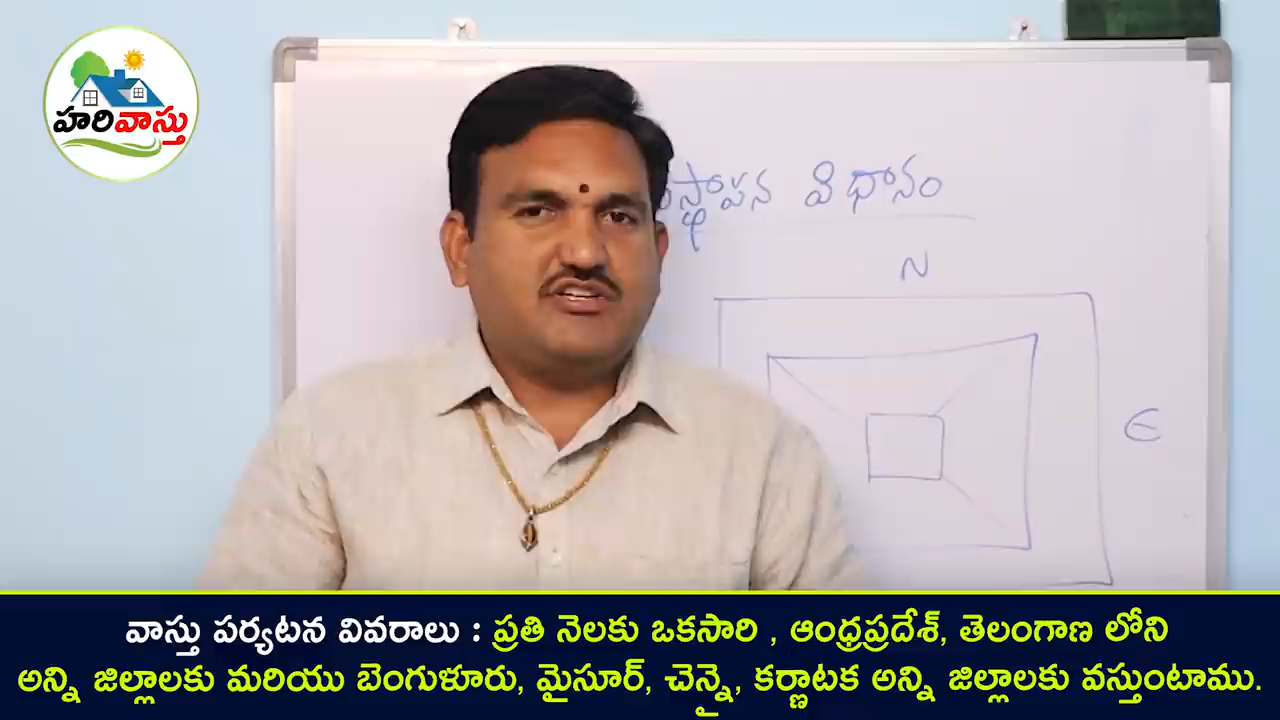 హరివాస్తు
స్థాపన విధానం
N
E
వాస్తు పర్యటన వివరాలు : ప్రతి నెలకు ఒకసారి , ఆంధ్రప్రదేశ్, తెలంగాణ లోని
అన్ని జిల్లాలకు మరియు బెంగుళూరు, మైసూర్, చెన్నై, కర్ణాటక అన్ని జిల్లాలకు వస్తుంటాము.